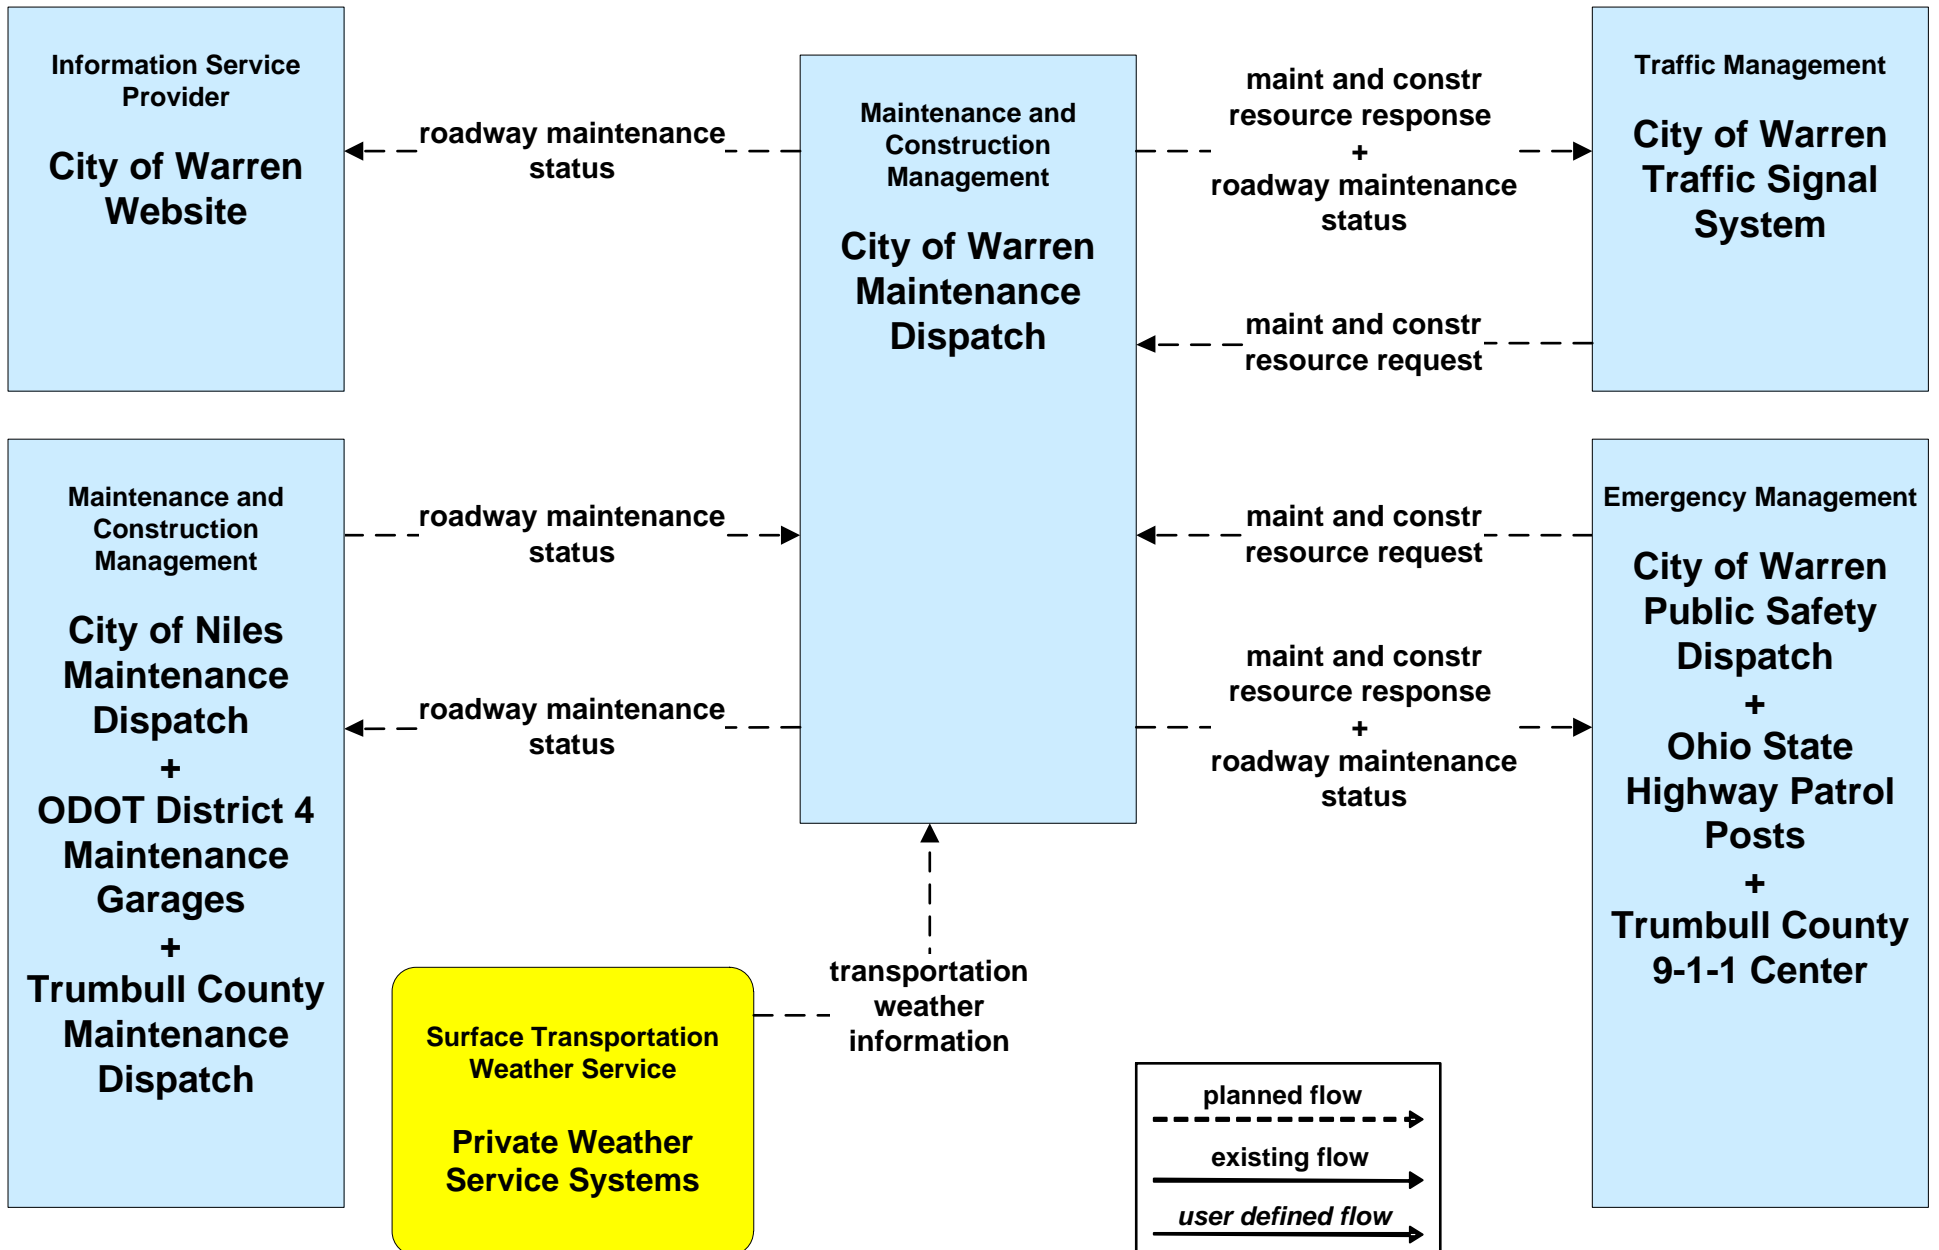 Information Service
Provider
City of Warren
Website
roadway maintenance
status
Maintenance and
Construction
Management
City of Warren
Maintenance
Dispatch
maint and constr
resource response
+
roadway maintenance
status
Traffic Management
City of Warren
Traffic Signal
System
maint and constr
resource request
Maintenance and
Construction
Management
City of Niles
Maintenance
Dispatch
+
ODOT District 4
Maintenance
Garages
+
Trumbull County
Maintenance
Dispatch
roadway maintenance
status
roadway maintenance
status
maint and constr
resource request
maint and constr
resource response
+
roadway maintenance
status
Emergency Management
City of Warren
Public Safety
Dispatch
+
Ohio State
Highway Patrol
Posts
+
Trumbull County
9-1-1 Center
Surface Transportation
Weather Service
Private Weather
Service Systems
transportation
weather
information
planned flow
existing flow
user defined flow